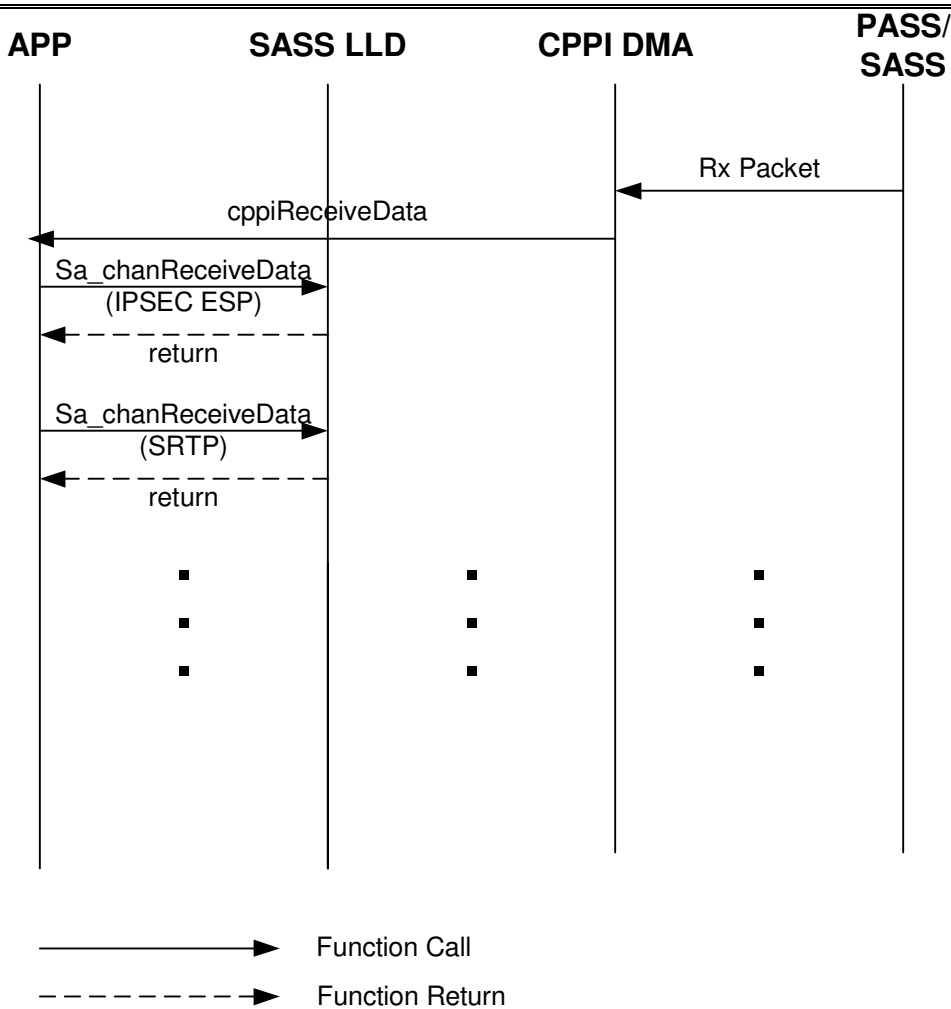 APP
SASS LLD
CPPI DMA
PASS/
SASS
Rx Packet
cppiReceiveData
Sa_chanReceiveData
(IPSEC ESP)
return
Sa_chanReceiveData
(SRTP)
return
Function Call
Function Return